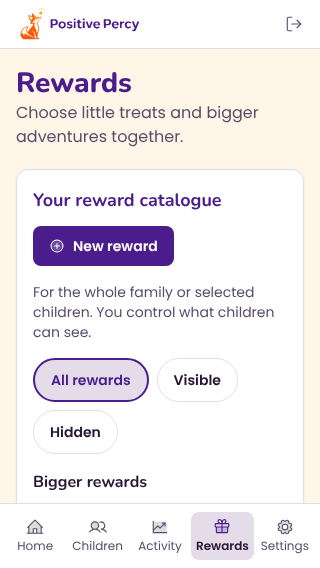 Positive Percy
Rewards
Choose little treats and bigger
adventures together.
Your reward catalogue
New reward
For the whole family or selected
children. You control what children
can see.
All rewards
Visible
Hidden
Bigger rewards
Home
Children
Activity
Rewards
Settings